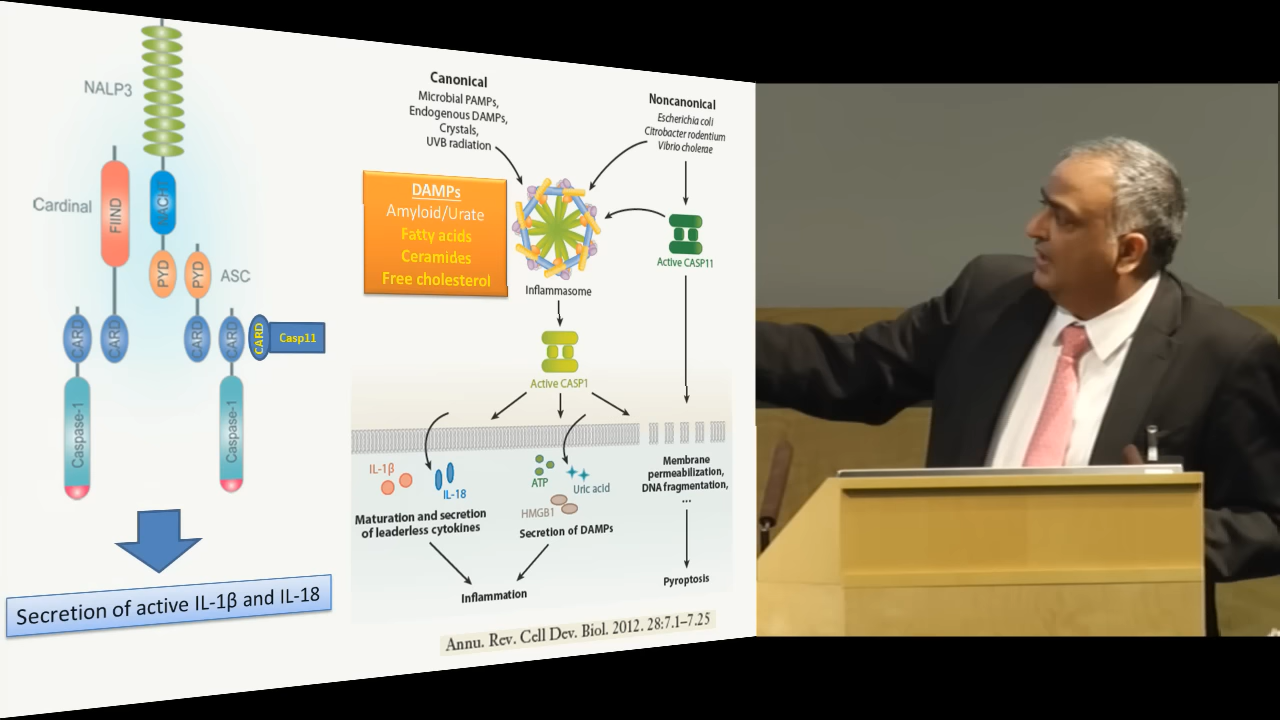 NALP3
Cardinal
FIIND
NACHT
PYD
PYD
ASC
CARD
CARD
CARD
CARD
CARD
Casp11
Caspase-1
Caspase-1
Secretion of active IL-1β and IL-18
Canonical
Microbial PAMPs,
Endogenous DAMPs,
Crystals,
UVB radiation
Noncanonical
Escherichia coli
Citrobacter rodentium
Vibrio cholerae
DAMPs
Amyloid/Urate
Fatty acids
Ceramides
Free cholesterol
Inflammasome
Active CASP11
Active CASP1
IL-1β
IL-18
Maturation and secretion
of leaderless cytokines
ATP
Uric acid
HMGB1
Secretion of DAMPs
Membrane
permeabilization,
DNA fragmentation,
...
Inflammation
Pyroptosis
Annu. Rev. Cell Dev. Biol. 2012. 28:7.1–7.25